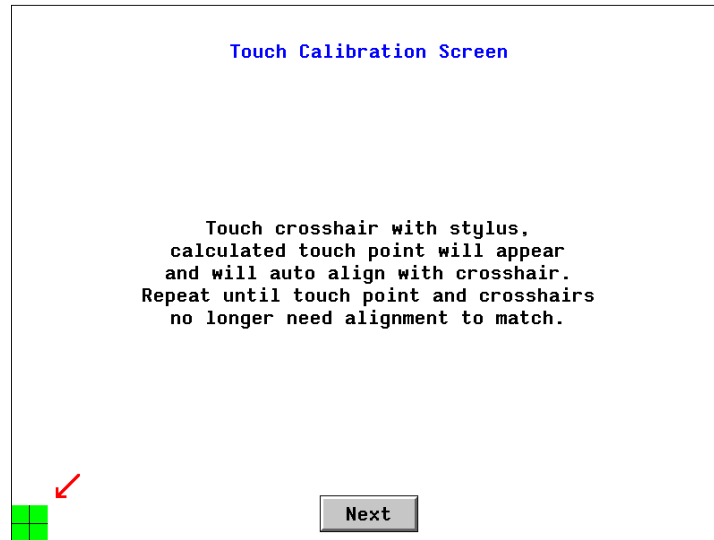 Touch Calibration Screen
Touch crosshair with stylus,
calculated touch point will appear
and will auto align with crosshair.
Repeat until touch point and crosshairs
no longer need alignment to match.
Next